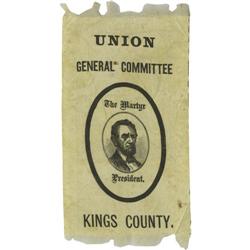 UNION
GENERAL COMMITTEE
The Martyr
President.
KINGS COUNTY.